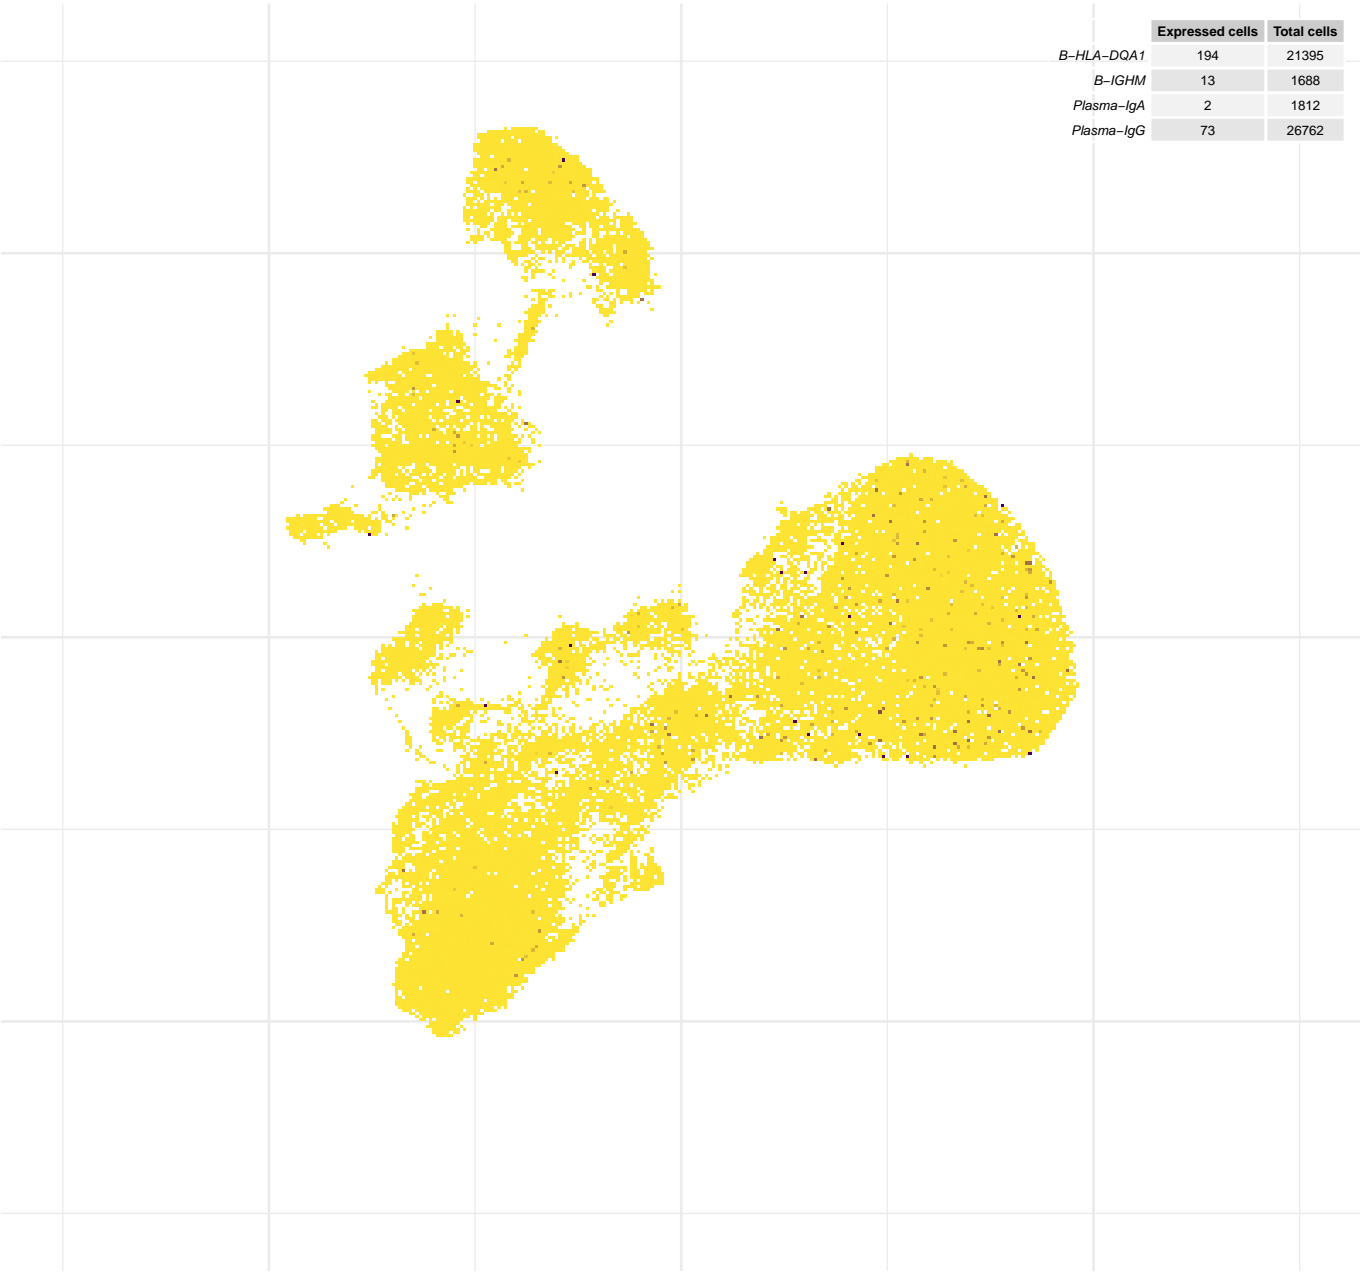 Expressed cells Total cells
B−HLA−DQA1 194 21395
B−IGHM 13 1688
Plasma−IgA 2 1812
Plasma−IgG 73 26762